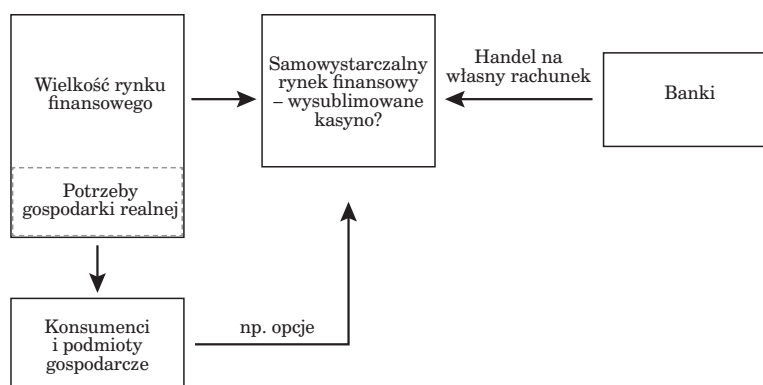 Wielkość rynku
finansowego
Potrzeby
gospodarki realnej
Samowystarczalny
rynek finansowy
– wysublimowane
kasyno?
Handel na
własny rachunek
Banki
Konsumenci
i podmioty
gospodarcze
np. opcje